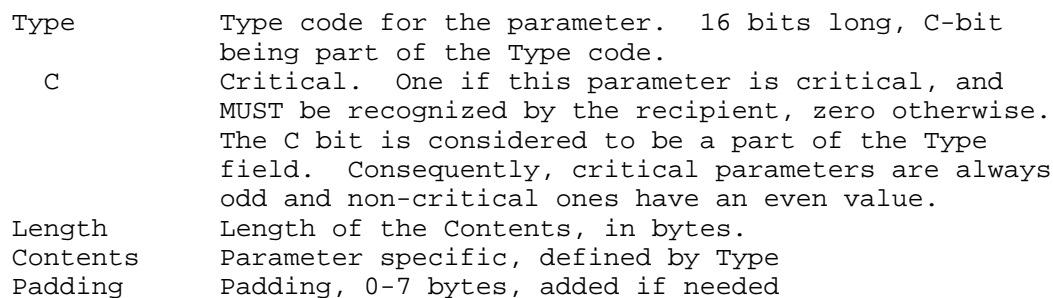 Type         Type code for the parameter.  16 bits long, C-bit
             being part of the Type code.
  C          Critical.  One if this parameter is critical, and
             MUST be recognized by the recipient, zero otherwise.
             The C bit is considered to be a part of the Type
             field.  Consequently, critical parameters are always
             odd and non-critical ones have an even value.
Length       Length of the Contents, in bytes.
Contents     Parameter specific, defined by Type
Padding      Padding, 0-7 bytes, added if needed